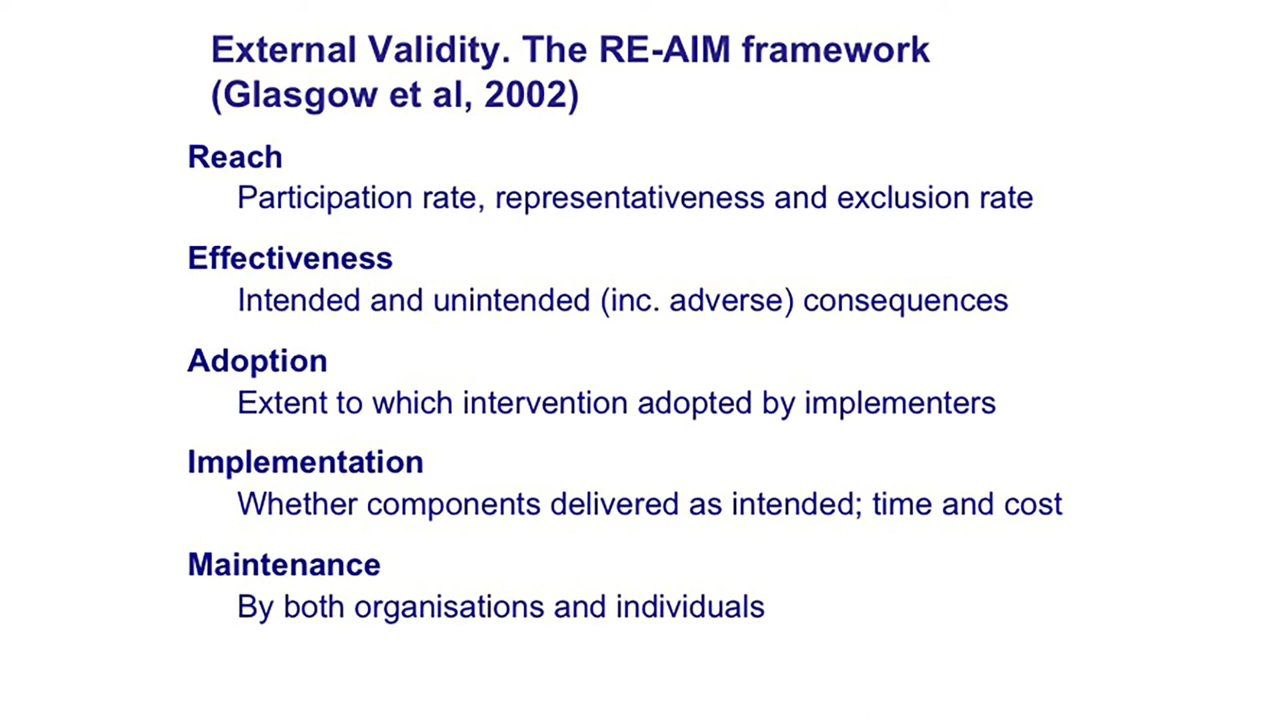 External Validity. The RE-AIM framework
(Glasgow et al, 2002)
Reach
Participation rate, representativeness and exclusion rate
Effectiveness
Intended and unintended (inc. adverse) consequences
Adoption
Extent to which intervention adopted by implementers
Implementation
Whether components delivered as intended; time and cost
Maintenance
By both organisations and individuals